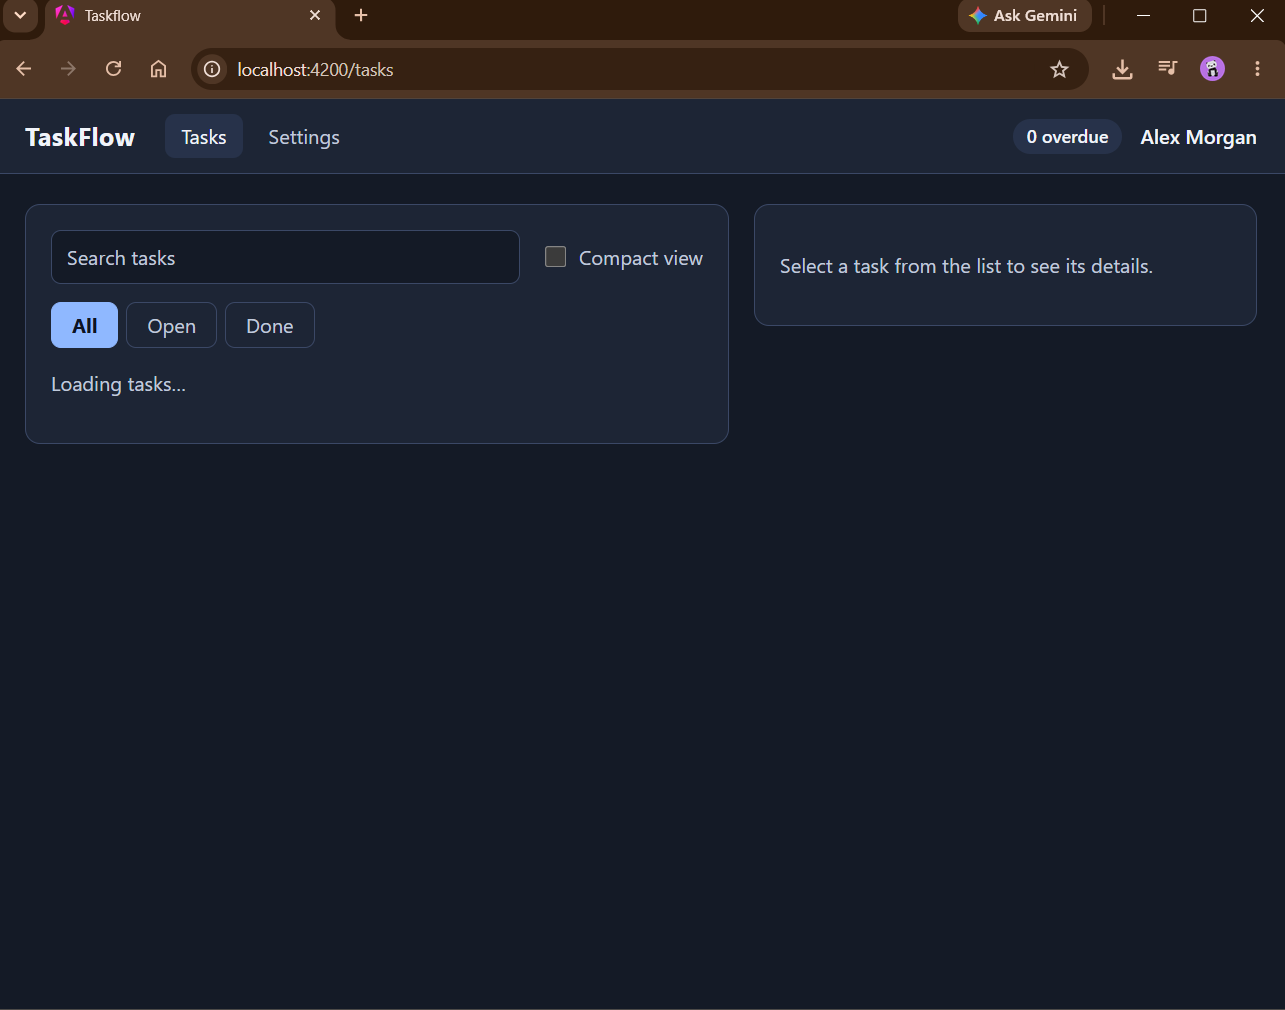 Taskflow
Ask Gemini
localhost:4200/tasks
TaskFlow Tasks Settings 0 overdue Alex Morgan
Search tasks Compact view
All Open Done
Loading tasks...
Select a task from the list to see its details.